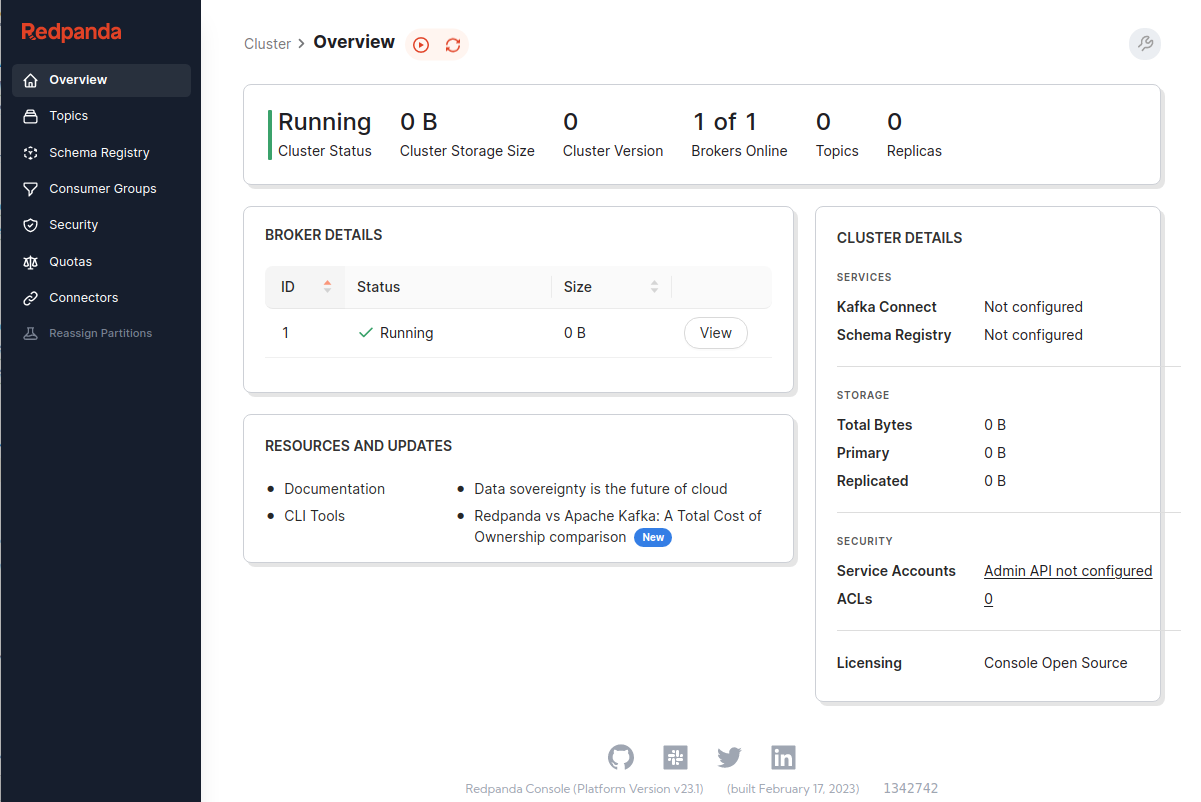 Redpanda
Overview
Topics
Schema Registry
Consumer Groups
Security
Quotas
Connectors
Reassign Partitions
Cluster > Overview
Running 0 B 0 1 of 1 0 0
Cluster Status Cluster Storage Size Cluster Version Brokers Online Topics Replicas
BROKER DETAILS
ID Status Size
1 Running 0 B View
RESOURCES AND UPDATES
• Documentation
• CLI Tools
• Data sovereignty is the future of cloud
• Redpanda vs Apache Kafka: A Total Cost of
Ownership comparison New
CLUSTER DETAILS
SERVICES
Kafka Connect Not configured
Schema Registry Not configured
STORAGE
Total Bytes 0 B
Primary 0 B
Replicated 0 B
SECURITY
Service Accounts Admin API not configured
ACLs 0
Licensing Console Open Source
in
Redpanda Console (Platform Version v23.1) (built February 17, 2023) 1342742